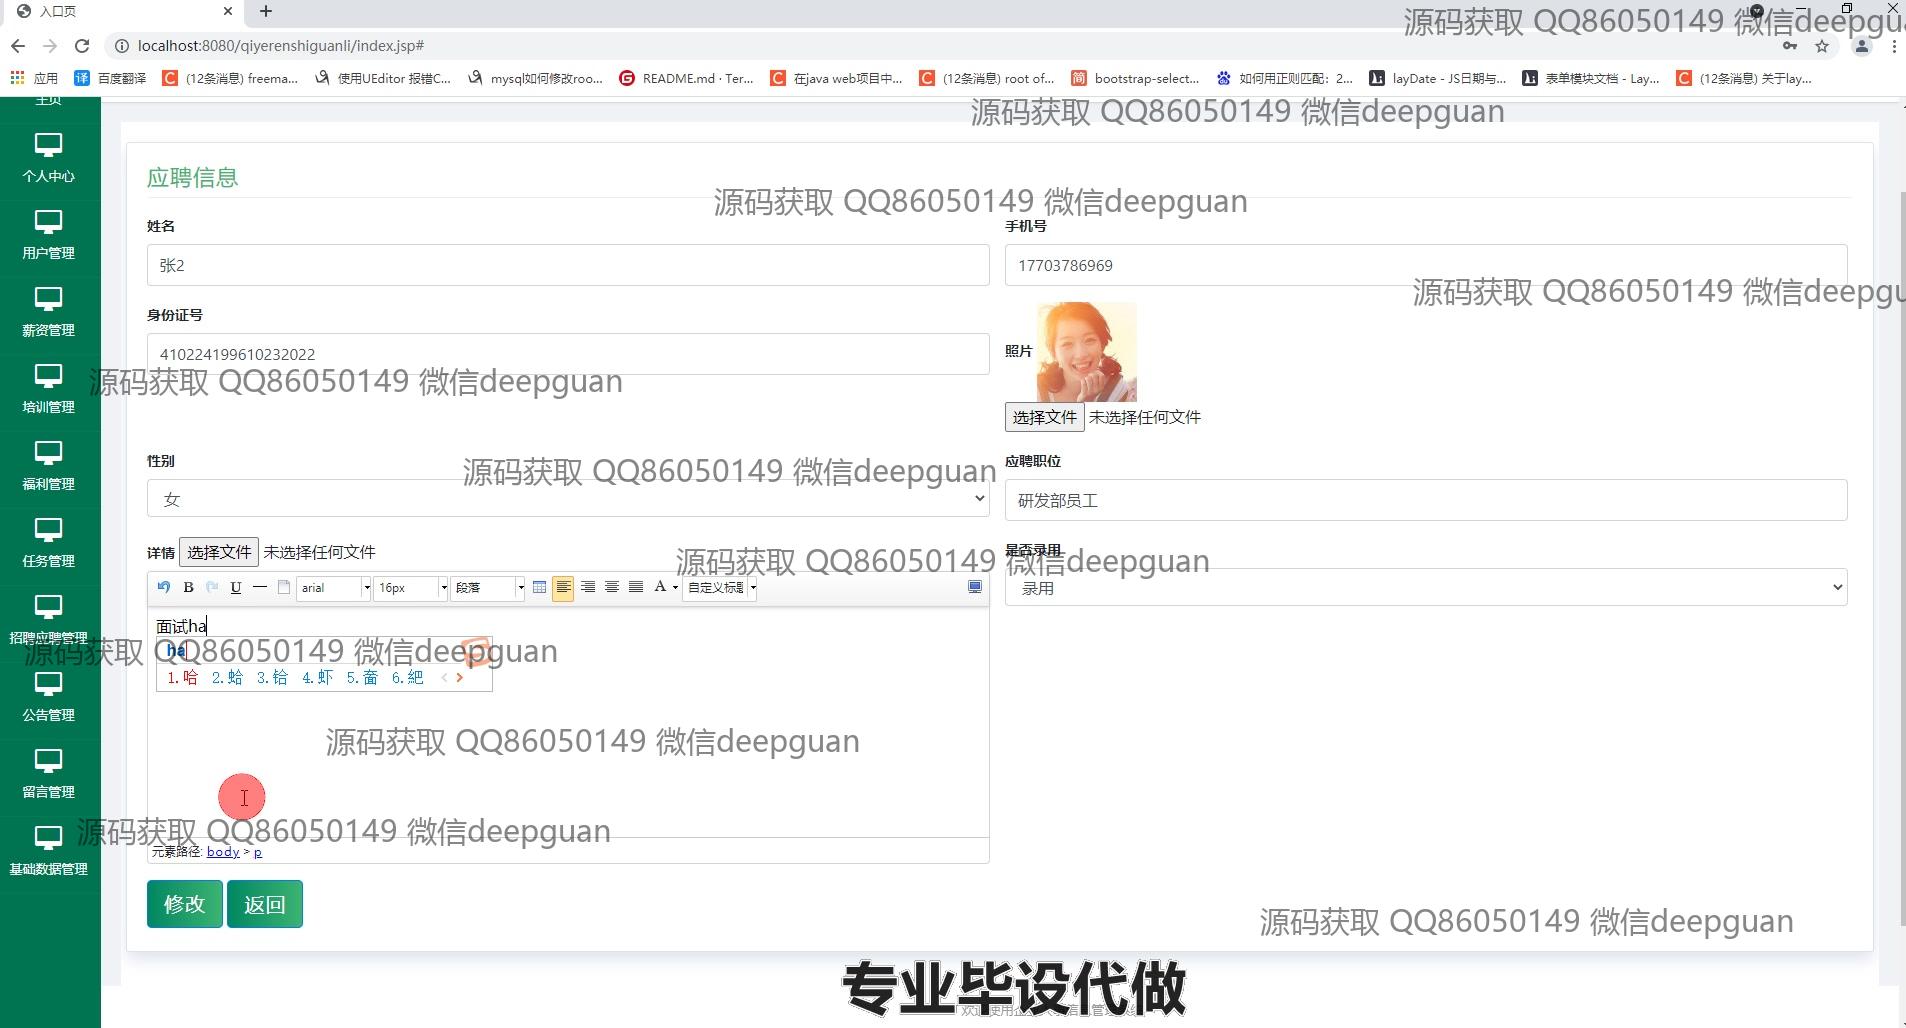 入口页
localhost:8080/qiyerenshiguanli/index.jsp#
应用 百度翻译 (12条消息) freema... 使用UEditor 报错C... mysql如何修改roo... README.md · Ter... 在java web项目中... (12条消息) root of... bootstrap-select... 如何用正则匹配：2... layDate - JS日期与... 表单模块文档 - Lay... (12条消息) 关于lay...
源码获取 QQ86050149 微信deepgu
源码获取 QQ86050149 微信deepguan
主页
个人中心
用户管理
薪资管理
培训管理
福利管理
任务管理
招聘应聘管理
公告管理
留言管理
基础数据管理
应聘信息
源码获取 QQ86050149 微信deepguan
姓名
手机号
张2
17703786969
源码获取 QQ86050149 微信deepgu
身份证号
410224199610232022
照片
源码获取 QQ86050149 微信deepguan
选择文件 未选择任何文件
性别
源码获取 QQ86050149 微信deepguan
应聘职位
女
研发部员工
详情 选择文件 未选择任何文件
源码获取 QQ86050149 微信deepguan
是否录用
B U arial 16px 段落 A 自定义标题
录用
面试ha
ha
源码获取 QQ86050149 微信deepguan
1.哈 2.蛤 3.铪 4.虾 5.奤 6.紦
源码获取 QQ86050149 微信deepguan
源码获取 QQ86050149 微信deepguan
元素路径: body > p
修改 返回
源码获取 QQ86050149 微信deepguan
专业毕设代做